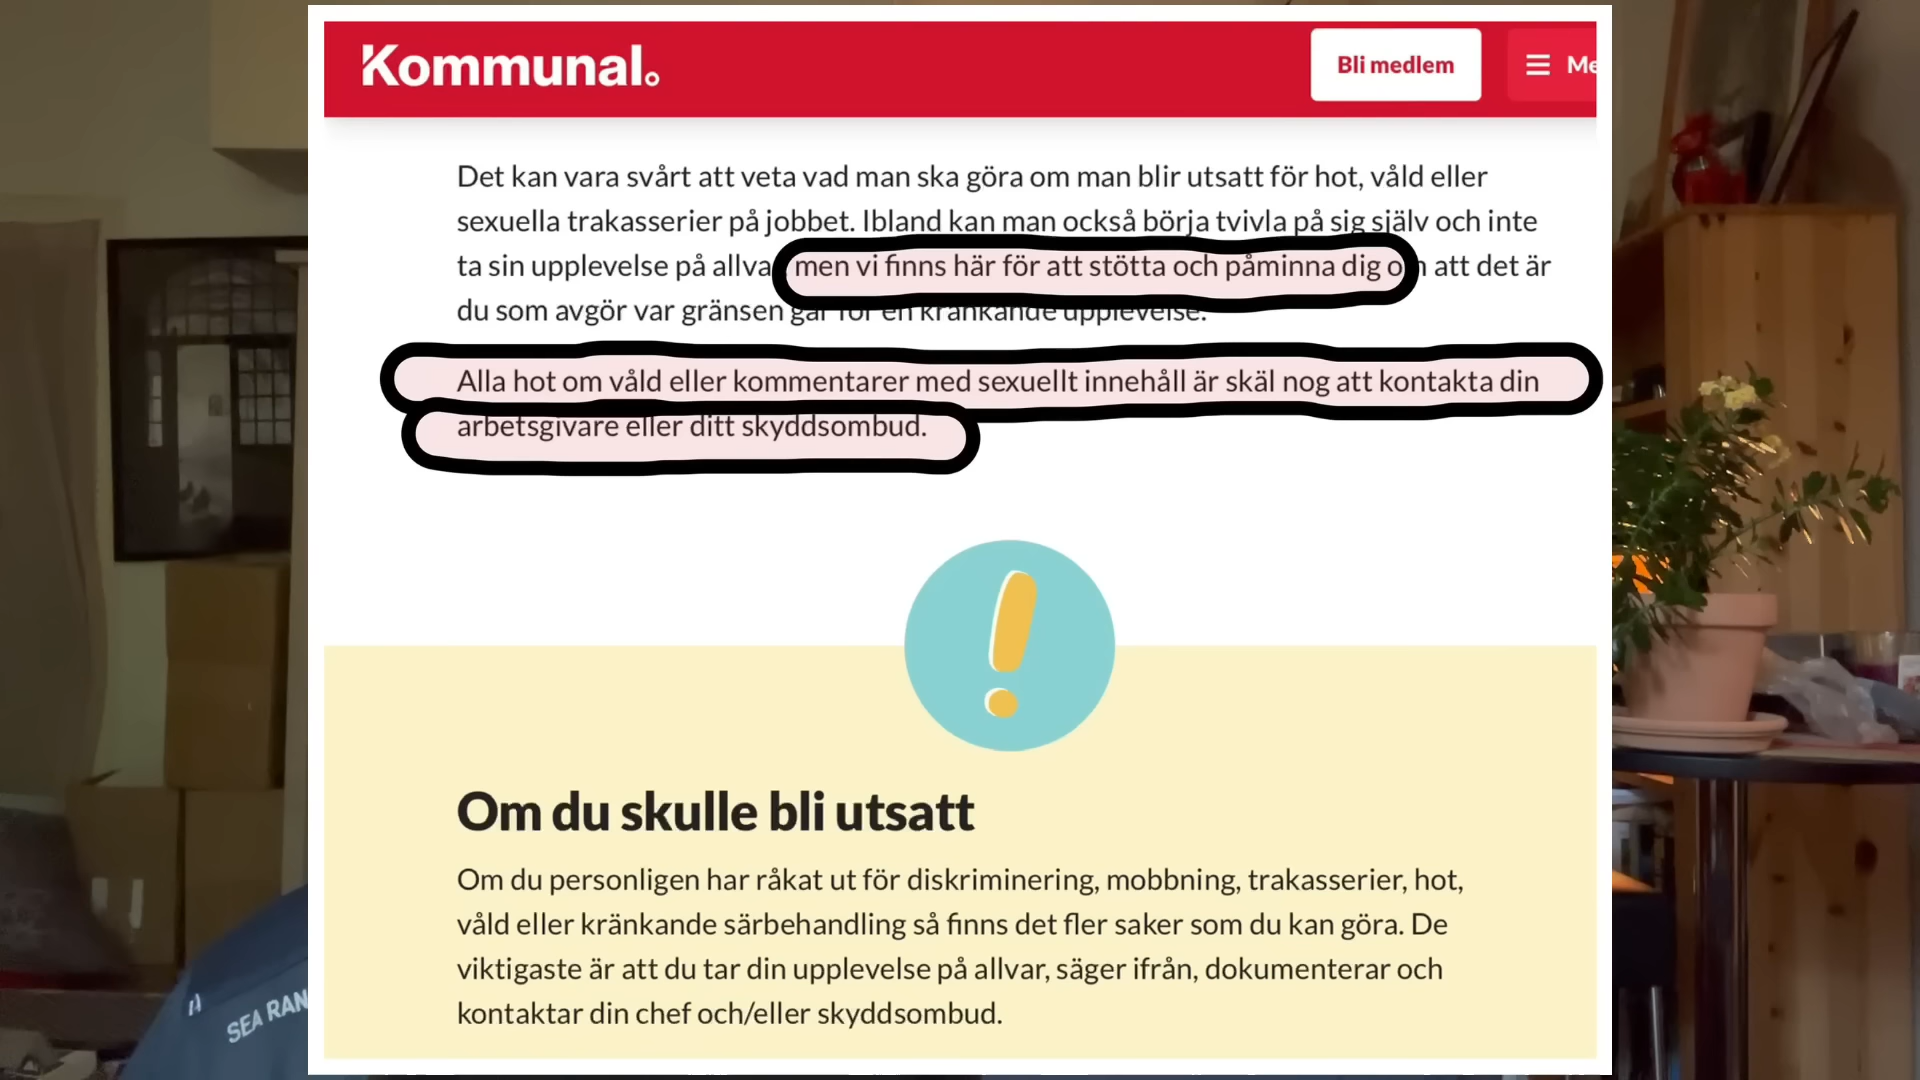 Kommunal.
Bli medlem
Det kan vara svårt att veta vad man ska göra om man blir utsatt för hot, våld eller
sexuella trakasserier på jobbet. Ibland kan man också börja tvivla på sig själv och inte
ta sin upplevelse på allva men vi finns här för att stötta och påminna dig om att det är
du som avgör var gränsen går för en kränkande upplevelse.
Alla hot om våld eller kommentarer med sexuellt innehåll är skäl nog att kontakta din
arbetsgivare eller ditt skyddsombud.
Om du skulle bli utsatt
Om du personligen har råkat ut för diskriminering, mobbning, trakasserier, hot,
våld eller kränkande särbehandling så finns det fler saker som du kan göra. De
viktigaste är att du tar din upplevelse på allvar, säger ifrån, dokumenterar och
kontaktar din chef och/eller skyddsombud.
SEA RAN